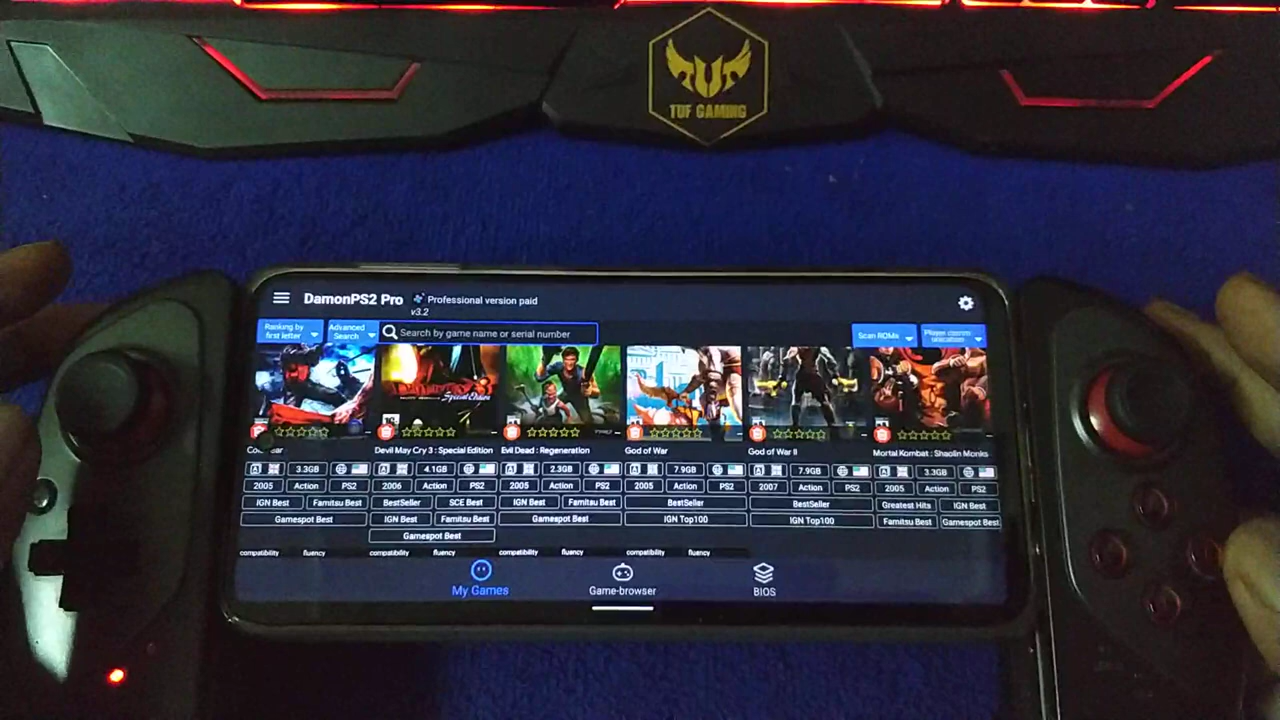 TUF GAMING
DamonPS2 Pro
Professional version paid
v3.2
Ranking by
first letter
Advanced
Search
Search by game name or serial number
Scan ROMs
Special Edition
Devil May Cry 3 : Special Edition
Evil Dead : Regeneration
God of War
God of War II
Mortal Kombat : Shaolin Monks
3.3GB
4.1GB
2.3GB
7.9GB
7.9GB
3.3GB
2005 Action PS2
2006 Action PS2
2005 Action PS2
2005 Action PS2
2007 Action PS2
2005 Action PS2
IGN Best Famitsu Best
BestSeller SCE Best
IGN Best Famitsu Best
BestSeller
BestSeller
Greatest Hits IGN Best
Gamespot Best
IGN Best Famitsu Best
Gamespot Best
IGN Top100
IGN Top100
Famitsu Best Gamespot Best
Gamespot Best
compatibility fluency
compatibility fluency
compatibility fluency
compatibility fluency
My Games
Game-browser
BIOS